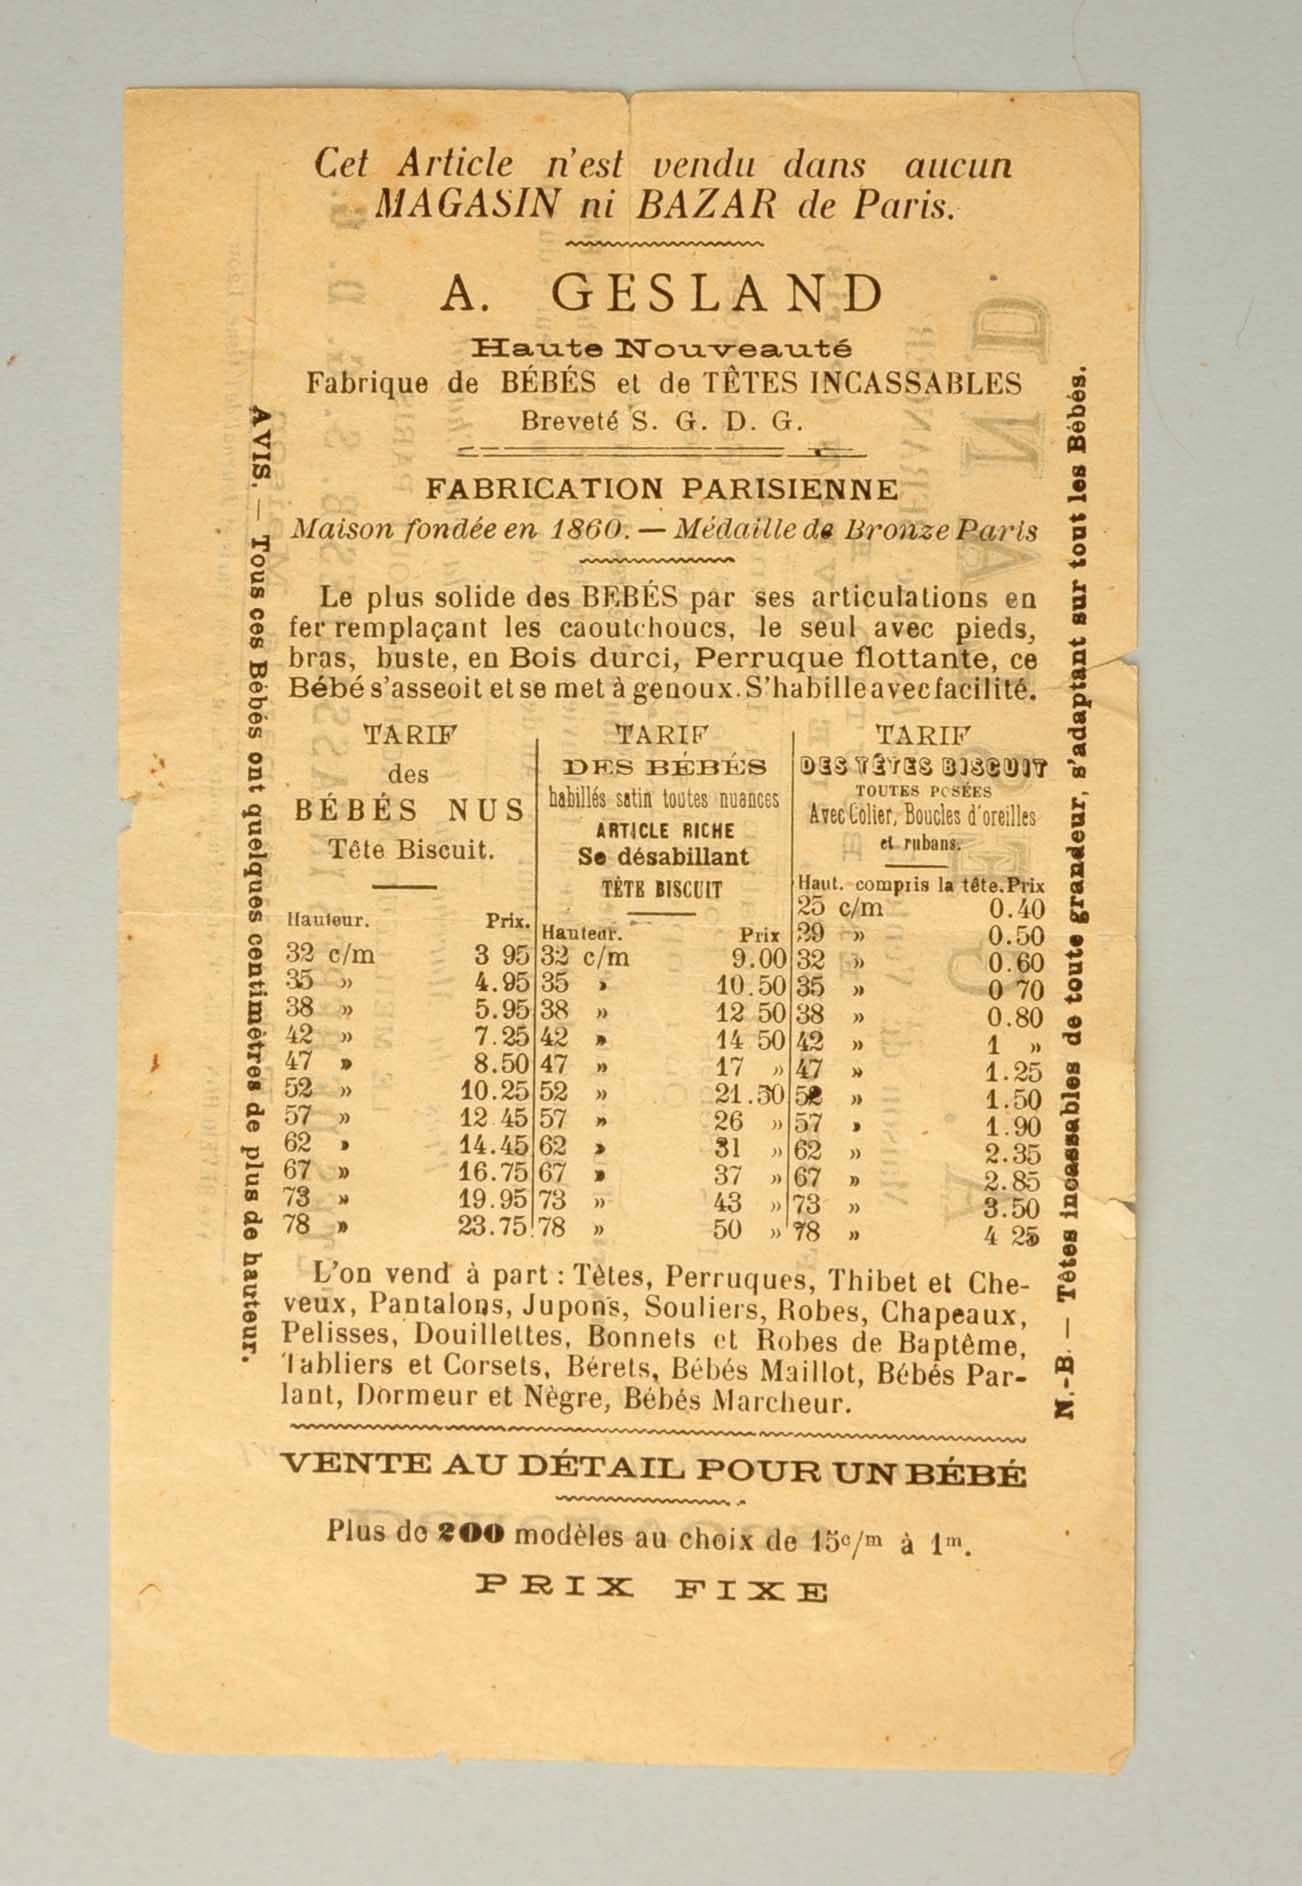 Cet Article n'est vendu dans aucun
MAGASIN ni BAZAR de Paris.
A. GESLAND
Haute Nouveauté
Fabrique de BÉBÉS et de TÊTES INCASSABLES
Breveté S. G. D. G.
FABRICATION PARISIENNE
Maison fondée en 1860. — Médaille de Bronze Paris
Le plus solide des BEBÉS par ses articulations en
fer remplaçant les caoutchoucs, le seul avec pieds,
bras, buste, en Bois durci, Perruque flottante, ce
Bébé s'asseoit et se met à genoux. S'habille avec facilité.
TARIF
des
BÉBÉS NUS
Tête Biscuit.
Hauteur. Prix.
32 c/m 3 95
35 » 4.95
38 » 5.95
42 » 7.25
47 » 8.50
52 » 10.25
57 » 12 45
62 » 14.45
67 » 16.75
73 » 19.95
78 » 23.75
TARIF
DES BÉBÉS
habillés satin toutes nuances
ARTICLE RICHE
Se désabillant
TÊTE BISCUIT
Hauteur. Prix
32 c/m 9.00
35 » 10.50
38 » 12 50
42 » 14 50
47 » 17 »
52 » 21.50
57 » 26 »
62 » 31 »
67 » 37 »
73 » 43 »
78 » 50 »
TARIF
DES TÊTES BISCUIT
TOUTES POSÉES
Avec Colier, Boucles d'oreilles
et rubans.
Haut. compris la tête. Prix
25 c/m 0.40
29 » 0.50
32 » 0.60
35 » 0 70
38 » 0.80
42 » 1 »
47 » 1.25
52 » 1.50
57 » 1.90
62 » 2.35
67 » 2.85
73 » 3.50
78 » 4 25
L'on vend à part : Têtes, Perruques, Thibet et Che-
veux, Pantalons, Jupons, Souliers, Robes, Chapeaux,
Pelisses, Douillettes, Bonnets et Robes de Baptême,
Tabliers et Corsets, Bérets, Bébés Maillot, Bébés Par-
lant, Dormeur et Nègre, Bébés Marcheur.
VENTE AU DÉTAIL POUR UN BÉBÉ
Plus de 200 modèles au choix de 15c/m à 1m.
PRIX FIXE
AVIS. — Tous ces Bébés ont quelques centimètres de plus de hauteur.
N.-B. — Têtes incassables de toute grandeur, s'adaptant sur tout les Bébés.